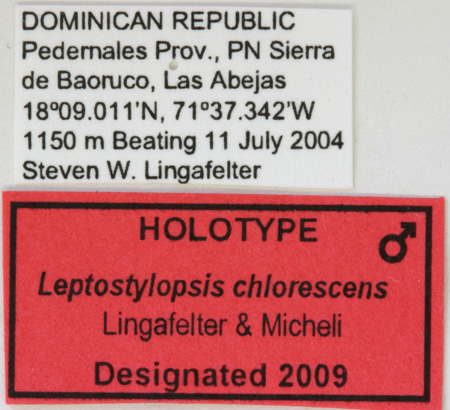 DOMINICAN REPUBLIC
Pedernales Prov., PN Sierra
de Baoruco, Las Abejas
18º09.011'N, 71º37.342'W
1150 m Beating 11 July 2004
Steven W. Lingafelter
HOLOTYPE ♂
Leptostylopsis chlorescens
Lingafelter & Micheli
Designated 2009